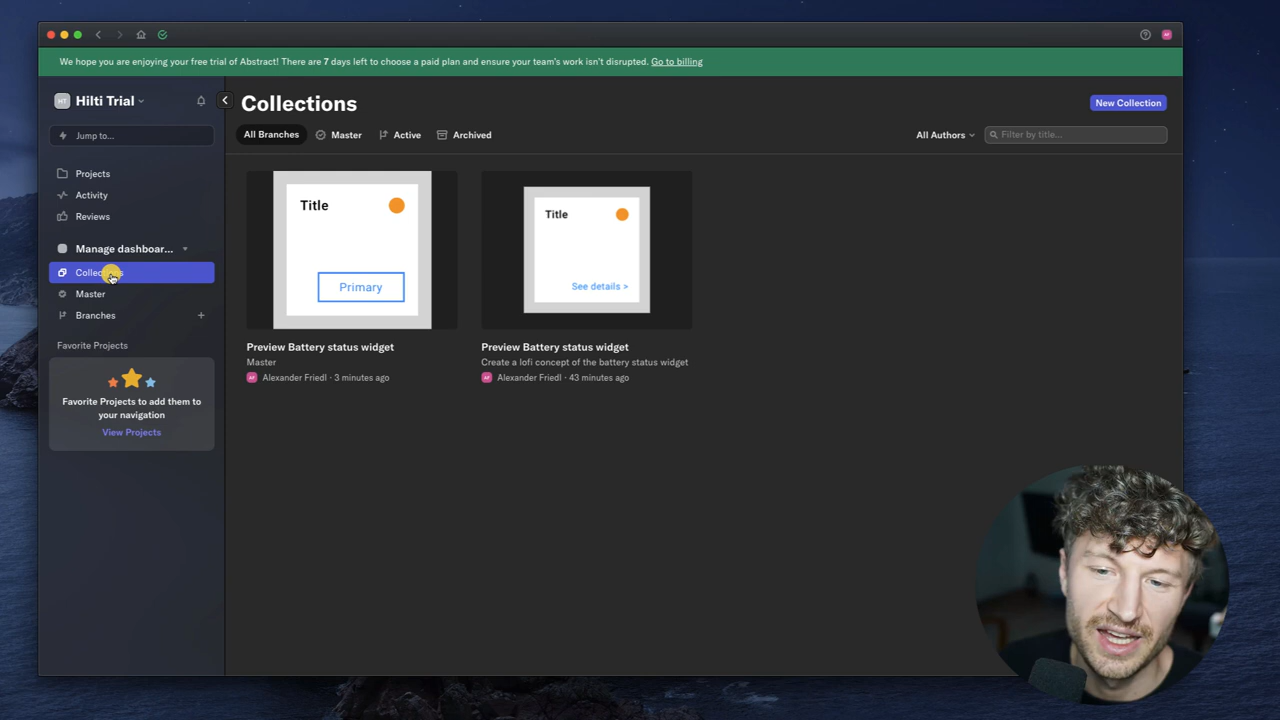 We hope you are enjoying your free trial of Abstract! There are 7 days left to choose a paid plan and ensure your team's work isn't disrupted. Go to billing
HT Hilti Trial
Jump to...
Projects
Activity
Reviews
Manage dashboar...
Collections
Master
Branches
Favorite Projects
Favorite Projects to add them to
your navigation
View Projects
Collections
New Collection
All Branches Master Active Archived
All Authors
Filter by title...
Title
Primary
Preview Battery status widget
Master
AF Alexander Friedl · 3 minutes ago
Title
See details >
Preview Battery status widget
Create a lofi concept of the battery status widget
AF Alexander Friedl · 43 minutes ago